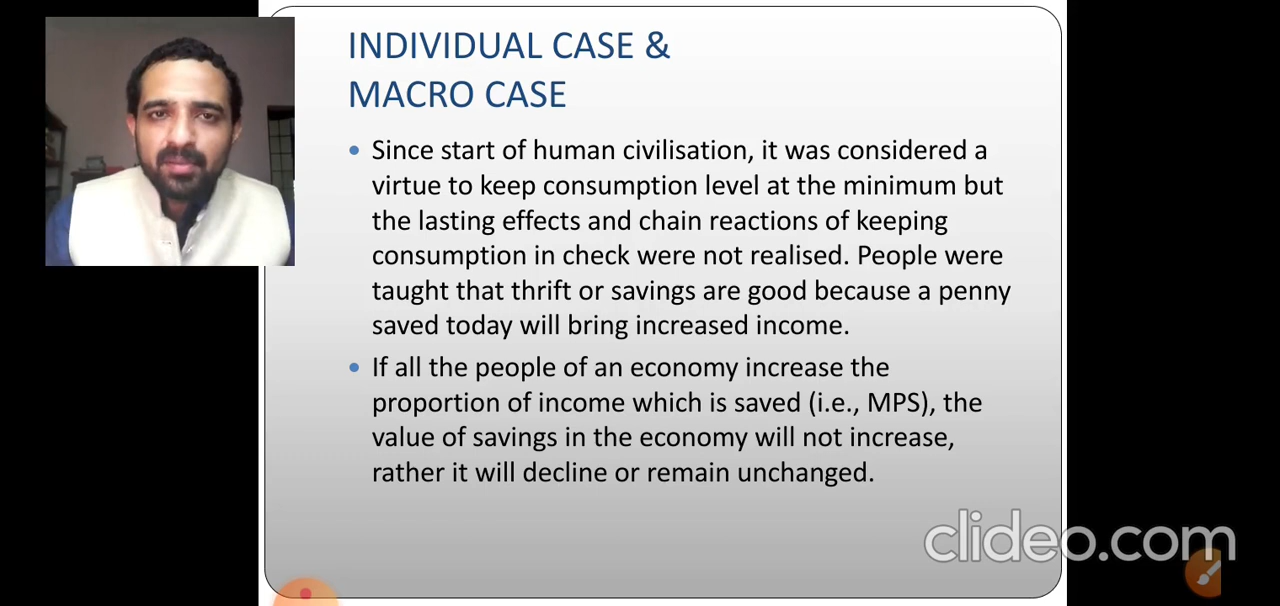 INDIVIDUAL CASE &
MACRO CASE
• Since start of human civilisation, it was considered a
virtue to keep consumption level at the minimum but
the lasting effects and chain reactions of keeping
consumption in check were not realised. People were
taught that thrift or savings are good because a penny
saved today will bring increased income.
• If all the people of an economy increase the
proportion of income which is saved (i.e., MPS), the
value of savings in the economy will not increase,
rather it will decline or remain unchanged.
clideo.com